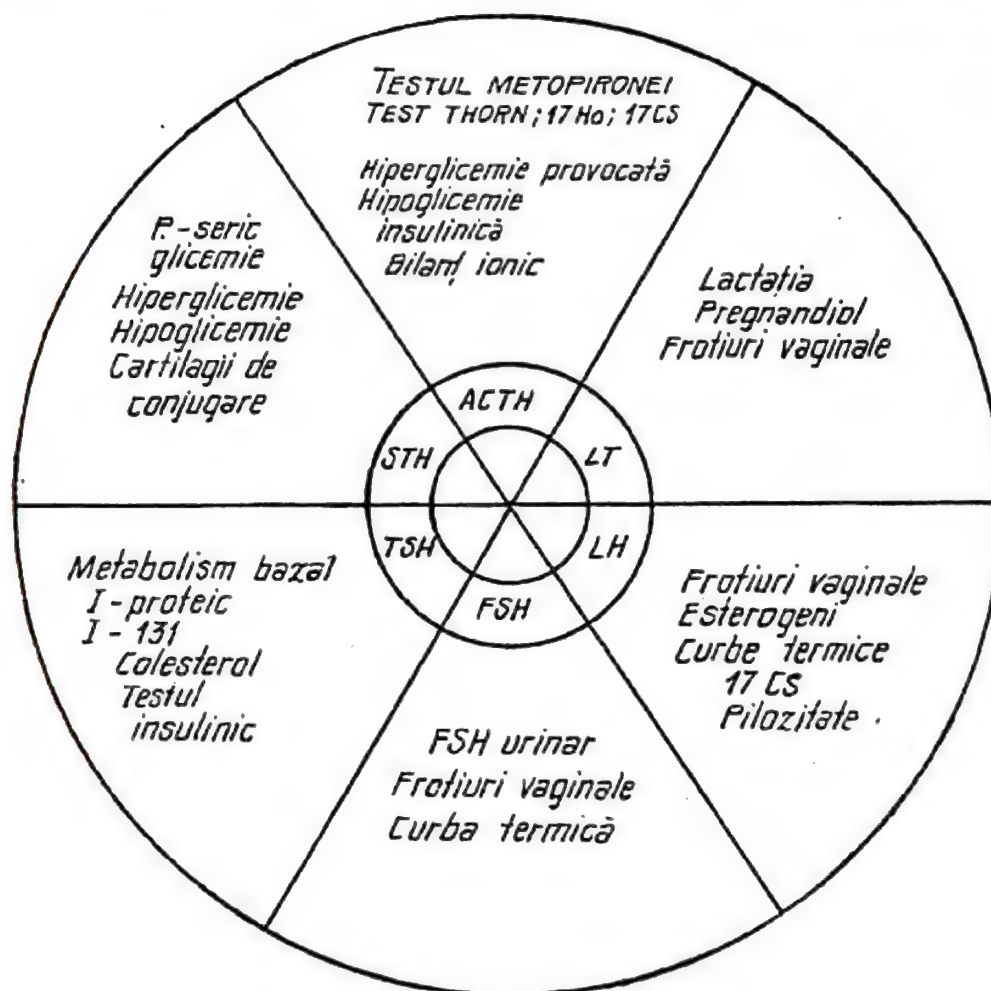 TESTUL METOPIRONEI
TEST THORN; 17 Ho; 17 CS
Hiperglicemie provocată
Hipoglicemie
insulinică
Bilanț ionic
P.-seric
glicemie
Hiperglicemie
Hipoglicemie
Cartilagii de
conjugare
Lactația
Pregnandiol
Frotiuri vaginale
ACTH
STH
LT
TSH
LH
FSH
Metabolism bazal
I-proteic
I-131
Colesterol
Testul
insulinic
Frotiuri vaginale
Esterogeni
Curbe termice
17 CS
Pilozitate
FSH urinar
Frotiuri vaginale
Curba termică